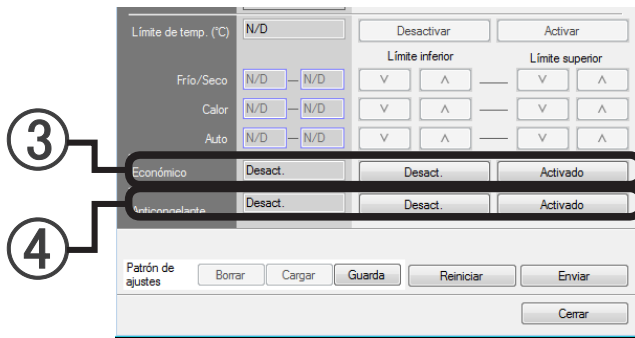 Límite de temp. (°C) N/D Desactivar Activar
Límite inferior Límite superior
Frío/Seco N/D — N/D V Λ — V Λ
Calor N/D — N/D V Λ — V Λ
Auto N/D — N/D V Λ — V Λ
③
Económico Desact. Desact. Activado
④
Anticongelante Desact. Desact. Activado
Patrón de
ajustes Borrar Cargar Guarda Reiniciar Enviar
Cerrar